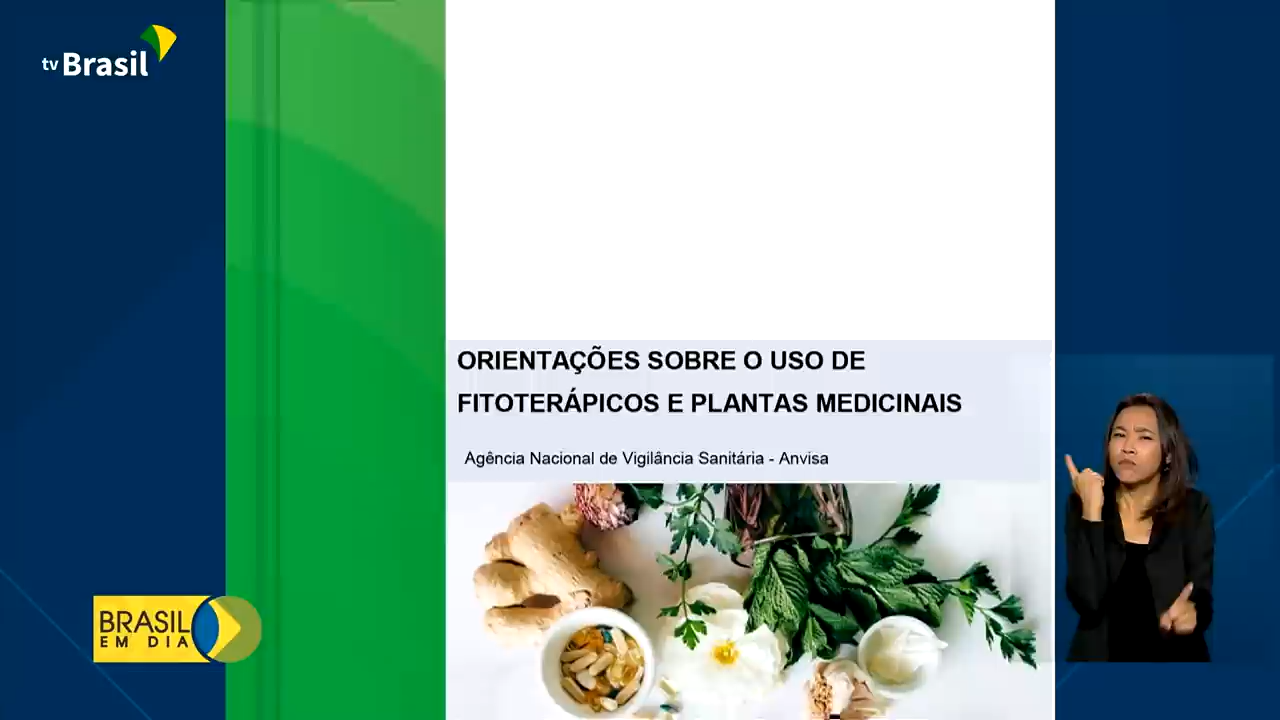 tv Brasil
ORIENTAÇÕES SOBRE O USO DE
FITOTERÁPICOS E PLANTAS MEDICINAIS
Agência Nacional de Vigilância Sanitária - Anvisa
BRASIL
EM DIA